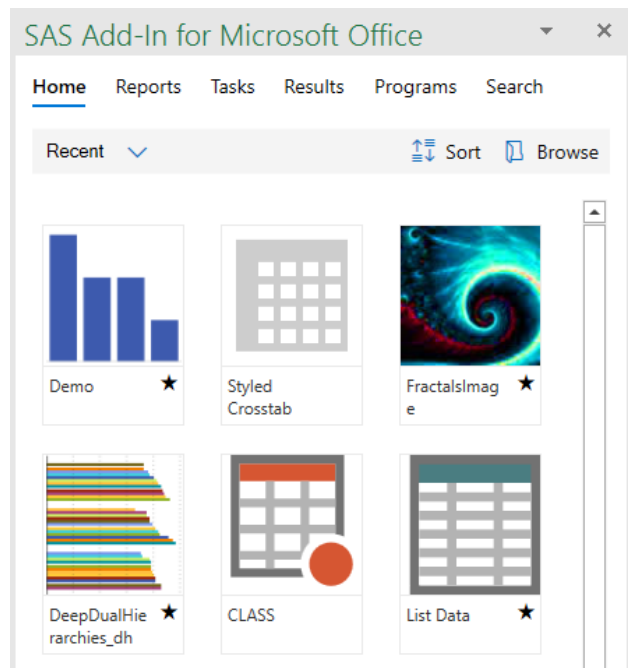 SAS Add-In for Microsoft Office
Home Reports Tasks Results Programs Search
Recent Sort Browse
Demo Styled FractalsImag
Crosstab e
DeepDualHie CLASS List Data
rarchies_dh